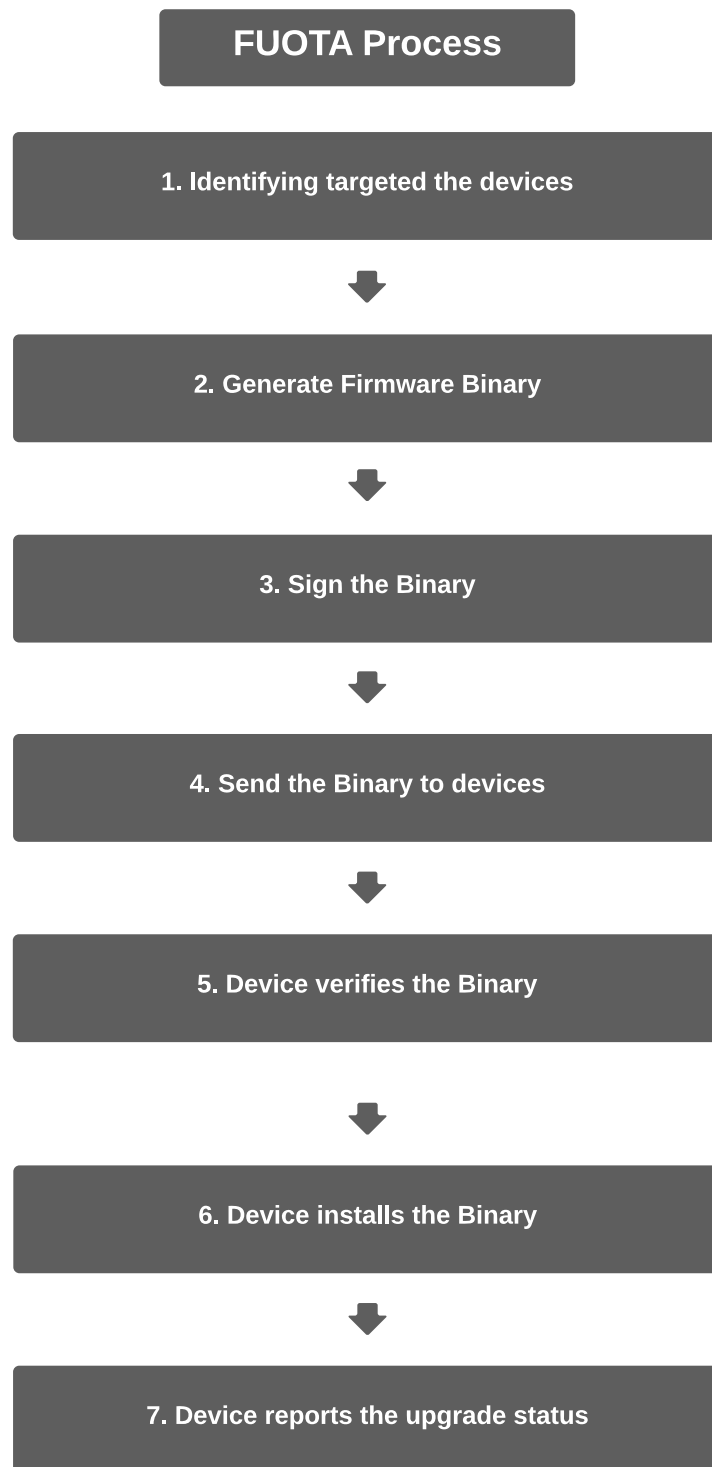 FUOTA Process
1. Identifying targeted the devices
2. Generate Firmware Binary
3. Sign the Binary
4. Send the Binary to devices
5. Device verifies the Binary
6. Device installs the Binary
7. Device reports the upgrade status